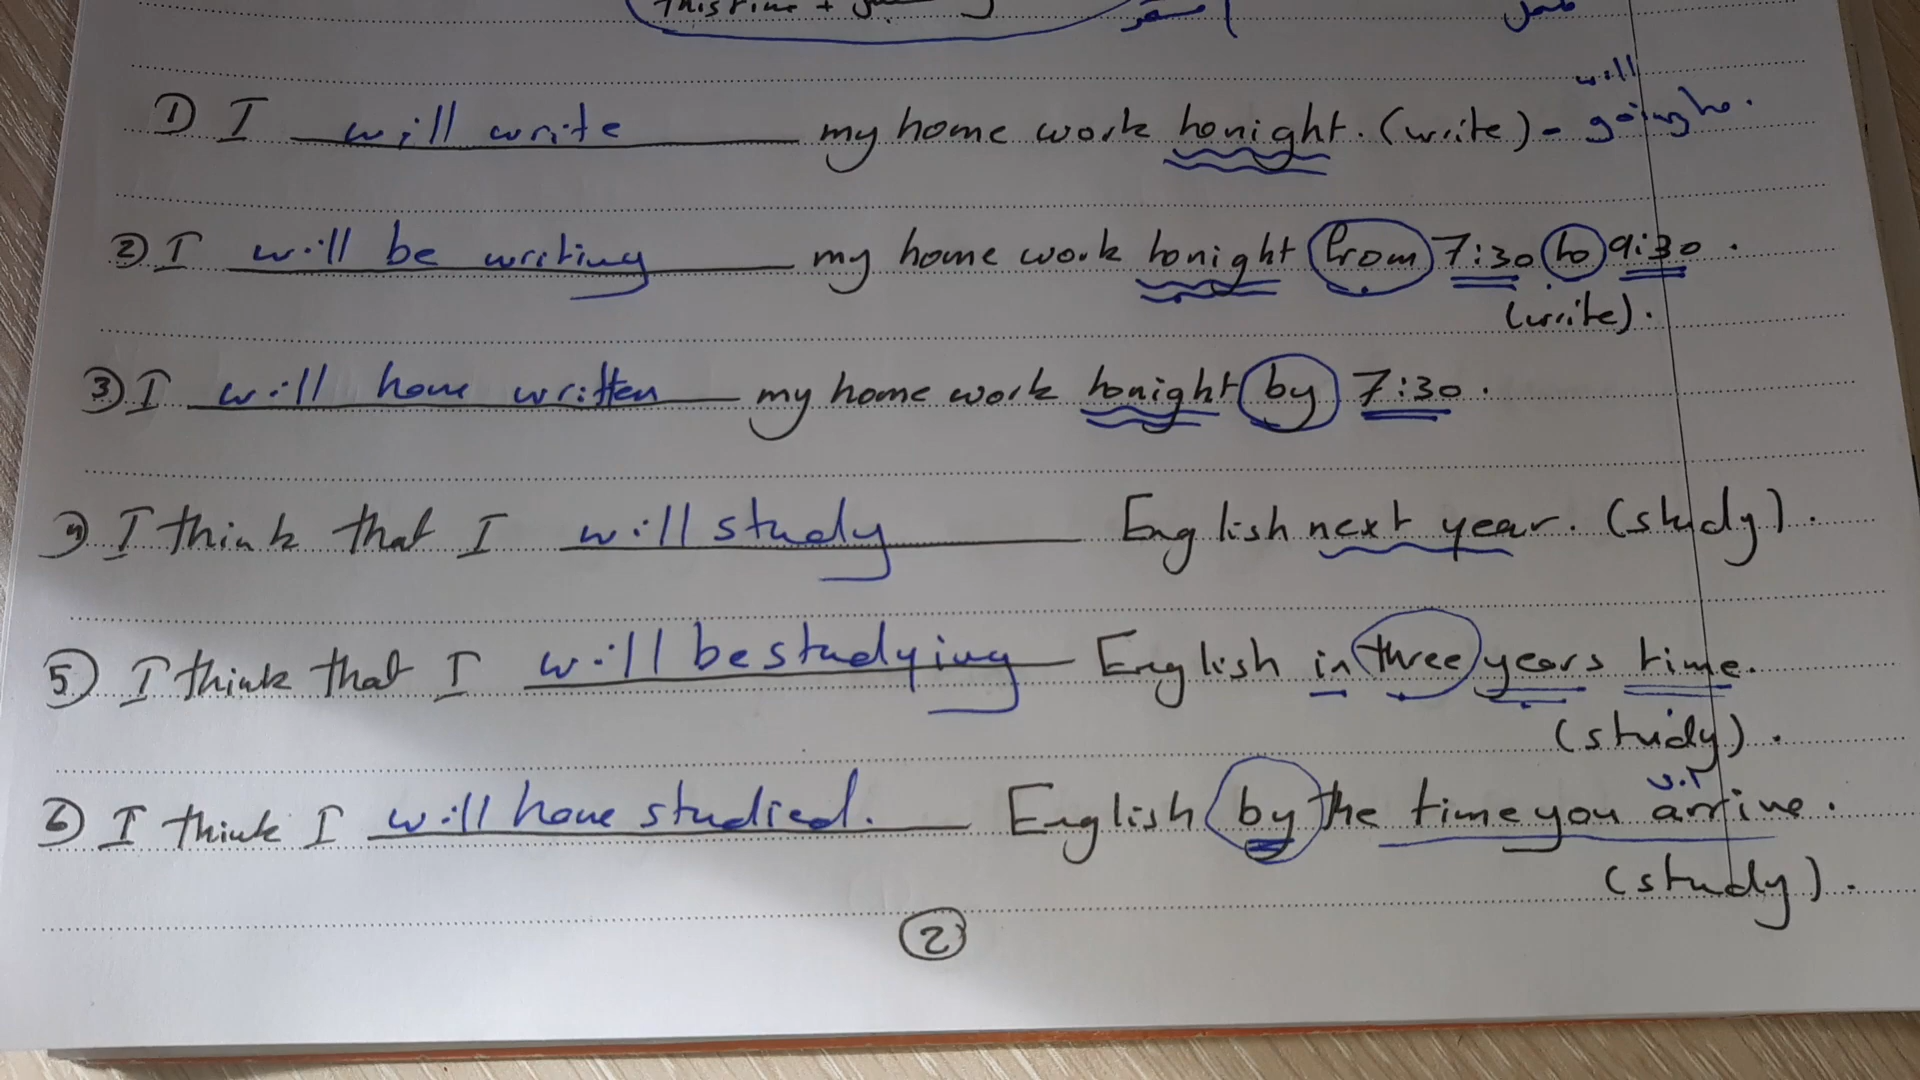 This time +
1) I will write my home work tonight. (write) - will
going to.
2) I will be writing my home work tonight from 7:30 to 9:30.
(write).
3) I will have written my home work tonight by 7:30.
4) I think that I will study English next year. (study).
5) I think that I will be studying English in three years time.
(study).
6) I think I will have studied. English by the time you arrive.
(study).
2